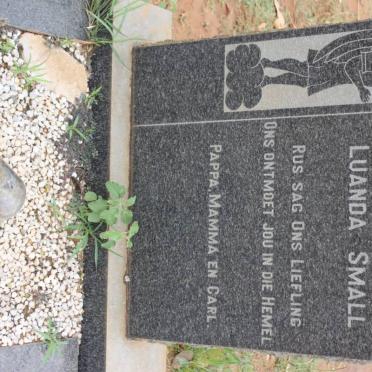 LUANDA SMALL
RUS SAG ONS LIEFLING
ONS ONTMOET JOU IN DIE HEMEL
PAPPA, MAMMA EN CARL